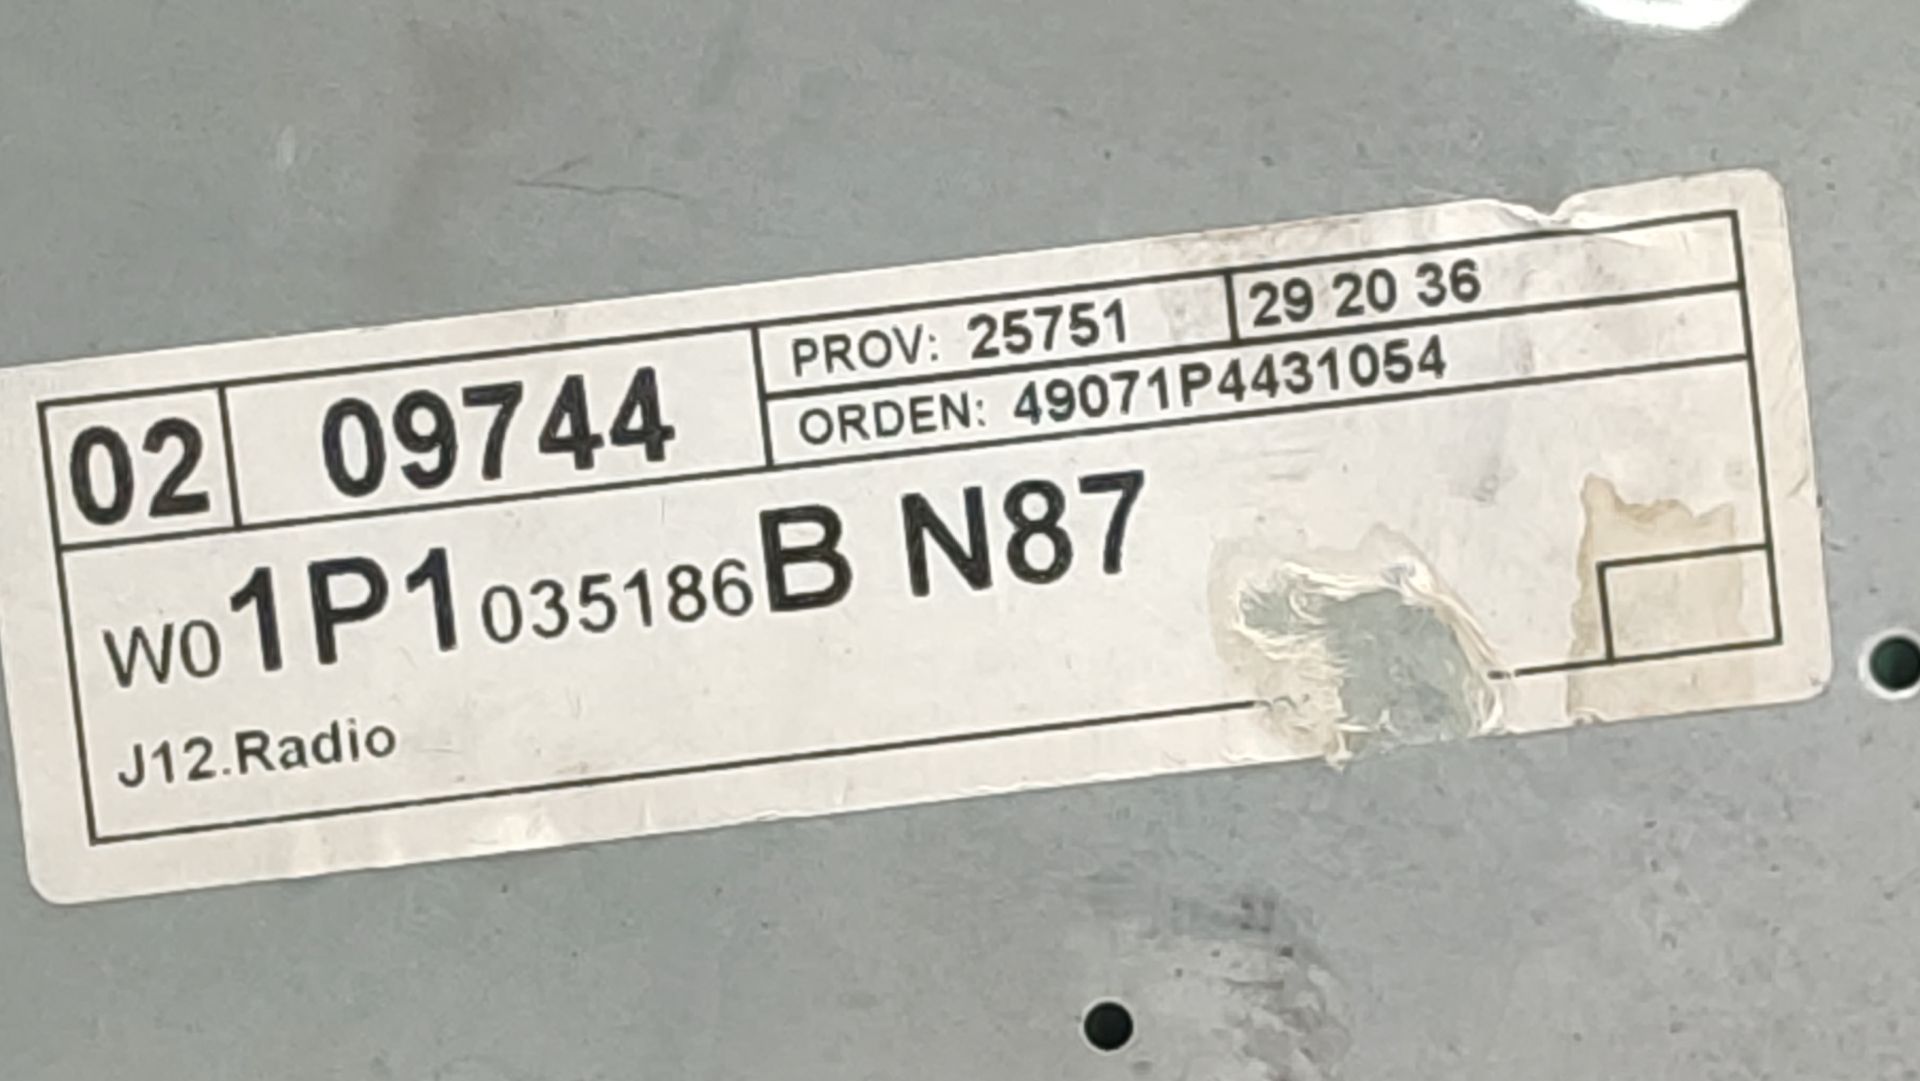 02 09744 PROV: 25751 29 20 36
ORDEN: 49071P4431054
W01P1035186B N87
J12.Radio